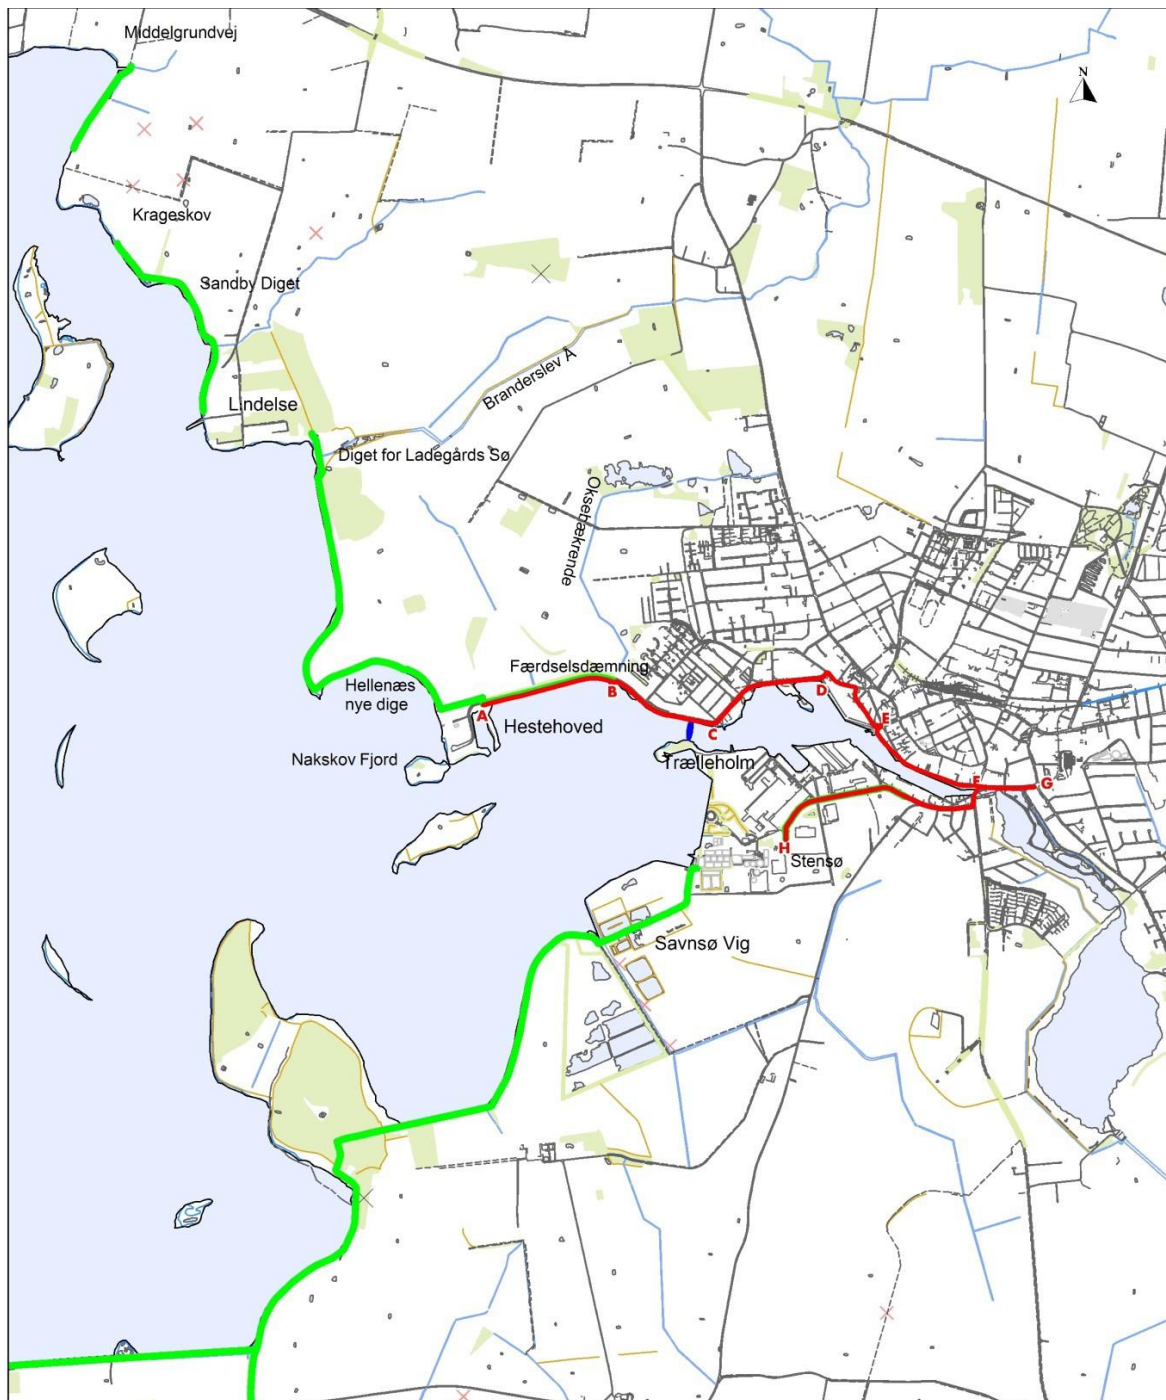 Middelgrundvej
N
Krageskov
Sandby Diget
Branderslev Å
Lindelse
Diget for Ladegårds Sø
Oksebækrende
Færdselsdæmning
Hellenæs
nye dige
A
B
C
D
E
Hestehoved
Nakskov Fjord
Trælleholm
F
G
H
Stensø
Savnsø Vig